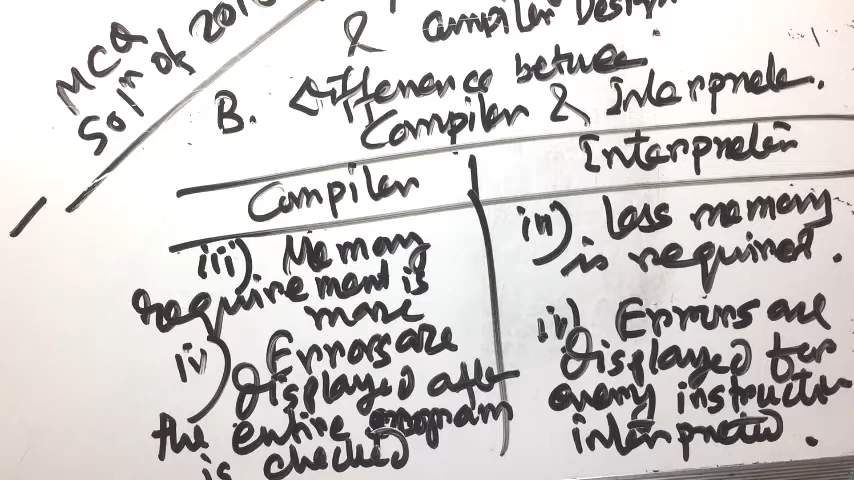 MCQ
Solⁿ of 2018
& Compiler Design
B. Difference between
Compiler & Interpreter.
Compiler
Interpreter
iii) Memory
requirement is
more
iv) Errors are
displayed after
the entire program
is checked
iii) Less memory
is required.
iv) Errors are
displayed for
every instruction
interpreted.